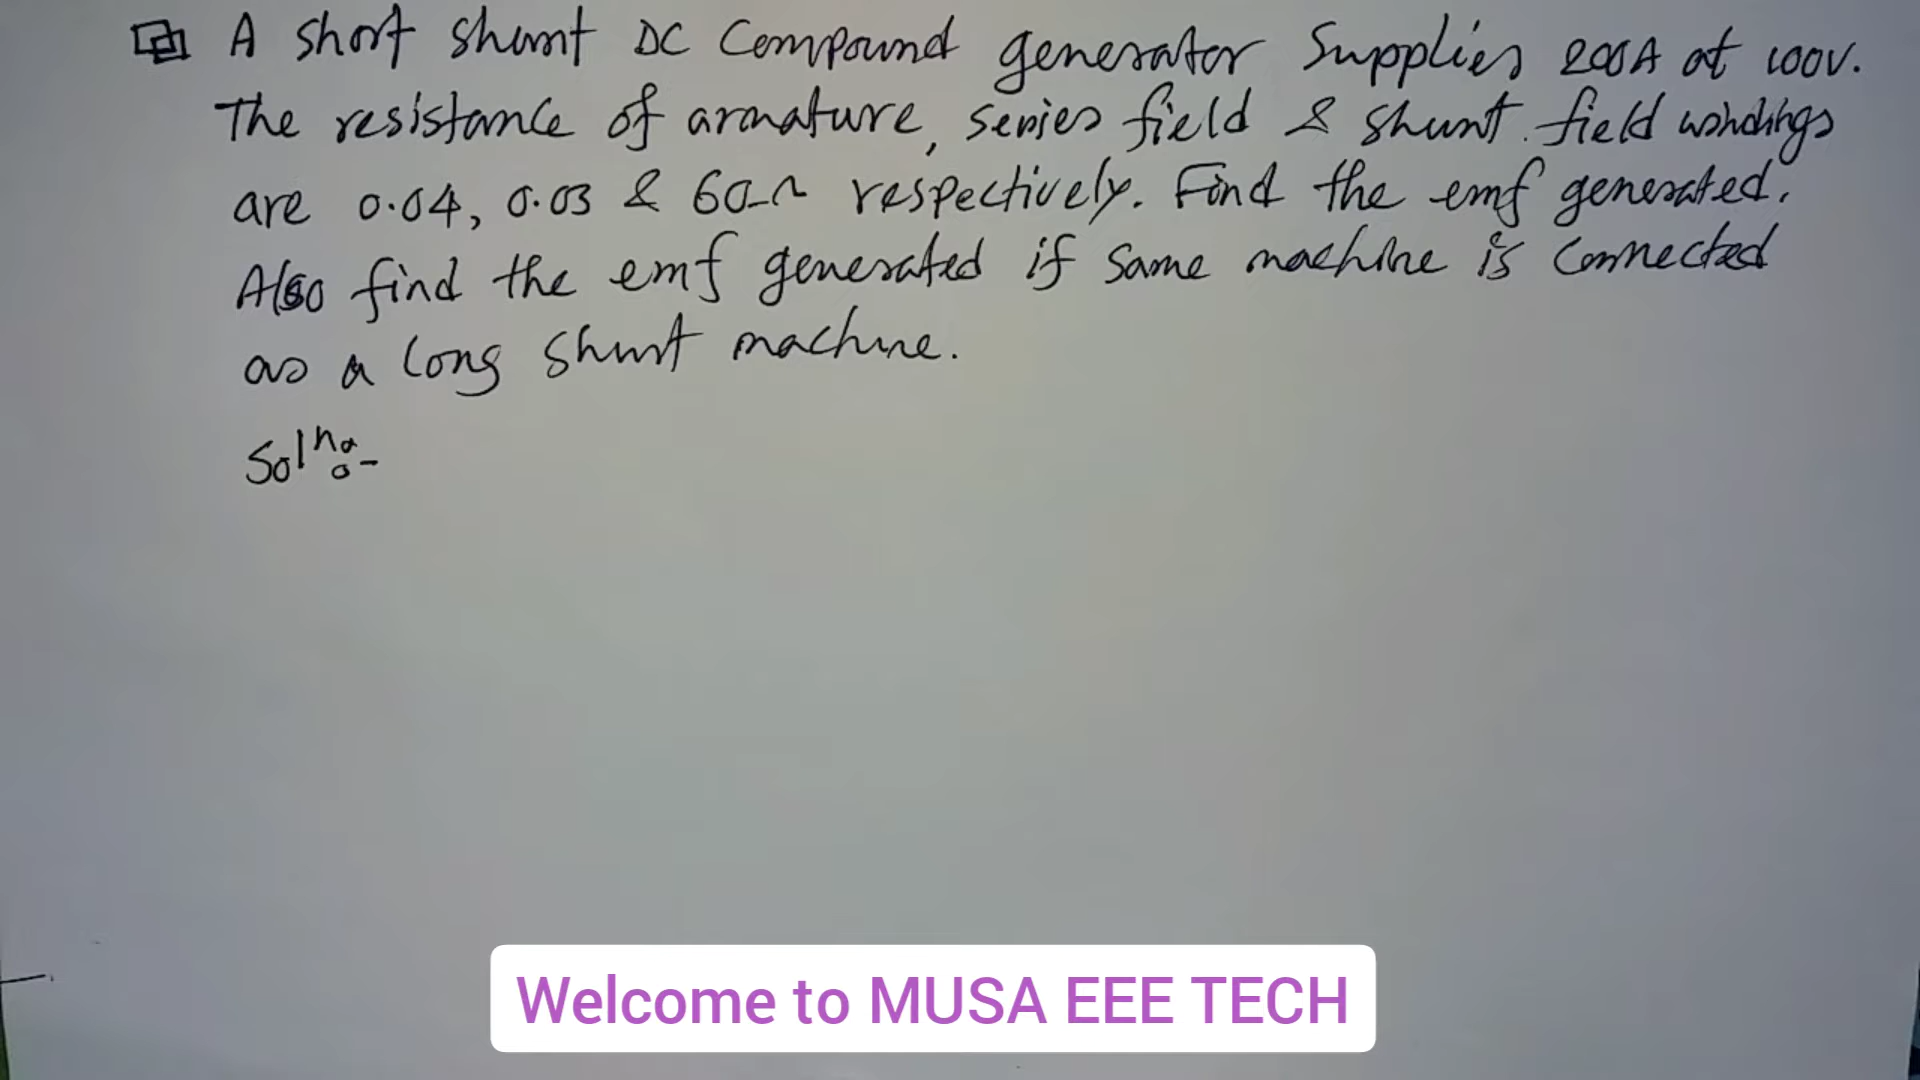 A short shunt DC Compound generator Supplies 200A at 100V.
The resistance of armature, series field & shunt field windings
are 0.04, 0.03 & 60Ω respectively. Find the emf generated.
Also find the emf generated if same machine is connected
as a long shunt machine.
Solⁿ:-
Welcome to MUSA EEE TECH